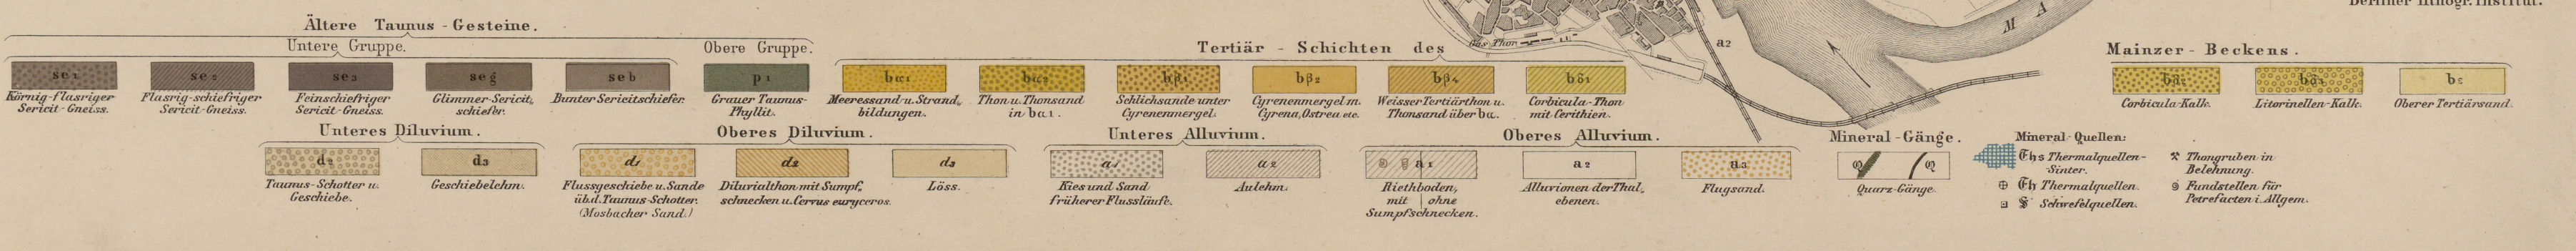 Berliner lithogr. Institut.
MA
a2
Gas Thor
Ältere Taunus-Gesteine.
Untere Gruppe.
Obere Gruppe.
Tertiär-Schichten des
Mainzer-Beckens.
se1
se2
se3
seg
seb
p1
bα1
bα2
bβ1
bβ2
bβ4
bδ1
bε
Körnig-flasriger
Sericit-Gneiss.
Flasrig-schiefriger
Sericit-Gneiss.
Feinschiefriger
Sericit-Gneiss.
Glimmer-Sericit-
schiefer.
Bunter Sericitschiefer.
Grauer Taunus-
Phyllit.
Meeressand u. Strand-
bildungen.
Thon u. Thonsand
in bα1.
Schlichsande unter
Cyrenenmergel.
Cyrenenmergel m.
Cyrena, Ostrea etc.
Weisser Tertiärthon u.
Thonsand über bα.
Corbicula-Thon
mit Cerithien.
Corbicula-Kalk.
Litorinellen-Kalk.
Oberer Tertiärsand.
Unteres Diluvium.
Oberes Diluvium.
Unteres Alluvium.
Oberes Alluvium.
Mineral-Gänge.
Mineral-Quellen:
d2
d3
d1
d2
d3
a1
a2
a1
a2
a3
Q
Q
Taunus-Schotter u.
Geschiebe.
Geschiebelehm.
Flussgeschiebe u. Sande
üb. d. Taunus-Schotter.
(Mosbacher Sand.)
Diluvialthon mit Sumpf-
schnecken u. Cervus euryceros.
Löss.
Kies und Sand
früherer Flussläufe.
Aulehm.
Riethboden,
mit ohne
Sumpfschnecken.
Alluvionen der Thal-
ebenen.
Flugsand.
Quarz-Gänge.
Ths Thermalquellen-
Sinter.
Th Thermalquellen.
S Schwefelquellen.
Thongruben in
Belehnung.
Fundstellen für
Petrefacten i. Allgem.